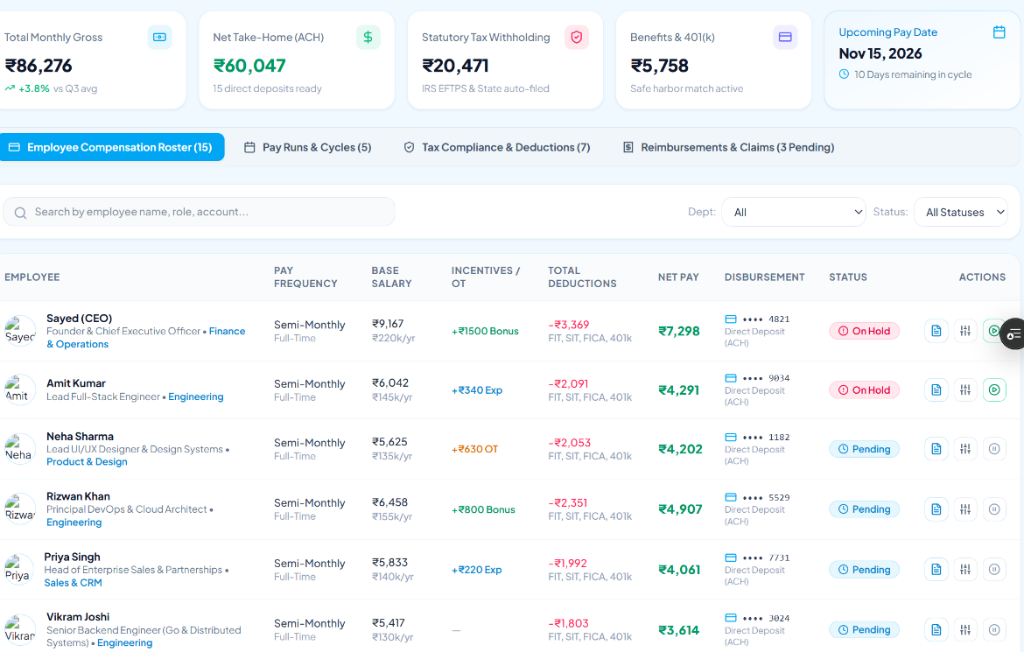 Total Monthly Gross
₹86,276
+3.8% vs Q3 avg
Net Take-Home (ACH)
$
₹60,047
15 direct deposits ready
Statutory Tax Withholding
₹20,471
IRS EFTPS & State auto-filed
Benefits & 401(k)
₹5,758
Safe harbor match active
Upcoming Pay Date
Nov 15, 2026
10 Days remaining in cycle
Employee Compensation Roster (15)
Pay Runs & Cycles (5)
Tax Compliance & Deductions (7)
Reimbursements & Claims (3 Pending)
Search by employee name, role, account...
Dept:
All
Status:
All Statuses
EMPLOYEE
PAY
FREQUENCY
BASE
SALARY
INCENTIVES /
OT
TOTAL
DEDUCTIONS
NET PAY
DISBURSEMENT
STATUS
ACTIONS
Sayed
Sayed (CEO)
Founder & Chief Executive Officer • Finance
& Operations
Semi-Monthly
Full-Time
₹9,167
₹220k/yr
+₹1500 Bonus
-₹3,369
FIT, SIT, FICA, 401k
₹7,298
•••• 4821
Direct Deposit
(ACH)
On Hold
Amit
Amit Kumar
Lead Full-Stack Engineer • Engineering
Semi-Monthly
Full-Time
₹6,042
₹145k/yr
+₹340 Exp
-₹2,091
FIT, SIT, FICA, 401k
₹4,291
•••• 9034
Direct Deposit
(ACH)
On Hold
Neha
Neha Sharma
Lead UI/UX Designer & Design Systems •
Product & Design
Semi-Monthly
Full-Time
₹5,625
₹135k/yr
+₹630 OT
-₹2,053
FIT, SIT, FICA, 401k
₹4,202
•••• 1182
Direct Deposit
(ACH)
Pending
Rizwar
Rizwan Khan
Principal DevOps & Cloud Architect •
Engineering
Semi-Monthly
Full-Time
₹6,458
₹155k/yr
+₹800 Bonus
-₹2,351
FIT, SIT, FICA, 401k
₹4,907
•••• 5529
Direct Deposit
(ACH)
Pending
Priya
Priya Singh
Head of Enterprise Sales & Partnerships •
Sales & CRM
Semi-Monthly
Full-Time
₹5,833
₹140k/yr
+₹220 Exp
-₹1,992
FIT, SIT, FICA, 401k
₹4,061
•••• 7731
Direct Deposit
(ACH)
Pending
Vikran
Vikram Joshi
Senior Backend Engineer (Go & Distributed
Systems) • Engineering
Semi-Monthly
Full-Time
₹5,417
₹130k/yr
—
-₹1,803
FIT, SIT, FICA, 401k
₹3,614
•••• 3024
Direct Deposit
(ACH)
Pending